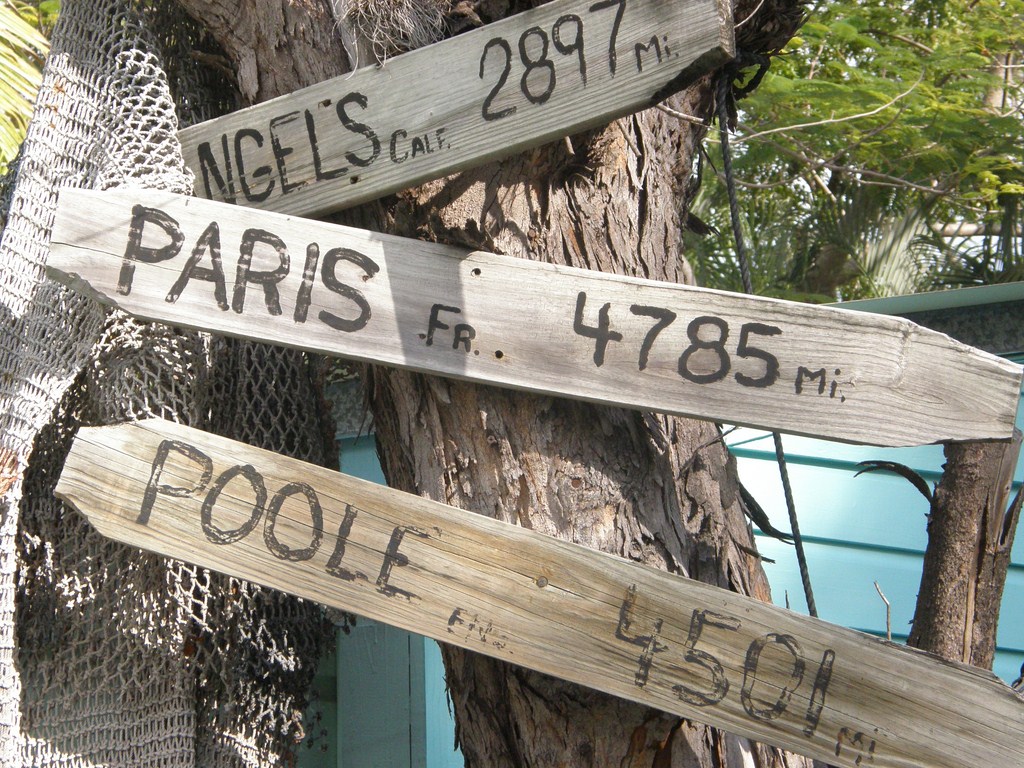 NGELS CALF. 2897 Mi.
PARIS FR. 4785 Mi.
POOLE 4501 Mi.